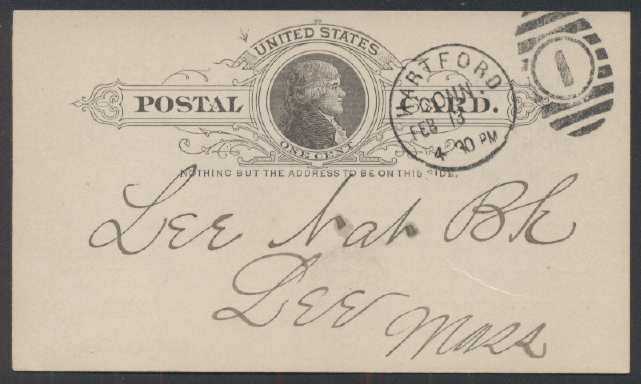 UNITED STATES
POSTAL CARD.
ONE CENT
NOTHING BUT THE ADDRESS TO BE ON THIS SIDE.
HARTFORD
CONN.
FEB 13
4-30 PM
1
Lee Nat Bk
Lee
Mass